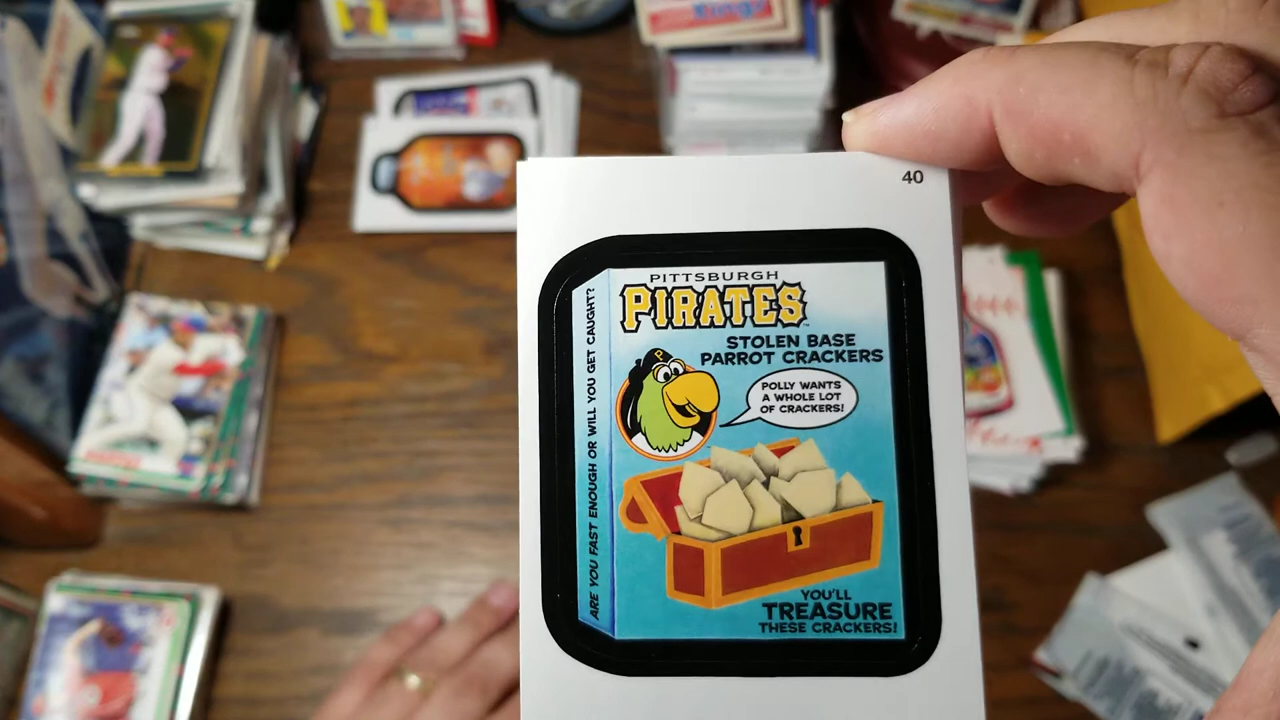 40
PITTSBURGH
PIRATES™
STOLEN BASE
PARROT CRACKERS
P
POLLY WANTS
A WHOLE LOT
OF CRACKERS!
ARE YOU FAST ENOUGH OR WILL YOU GET CAUGHT?
YOU'LL
TREASURE
THESE CRACKERS!